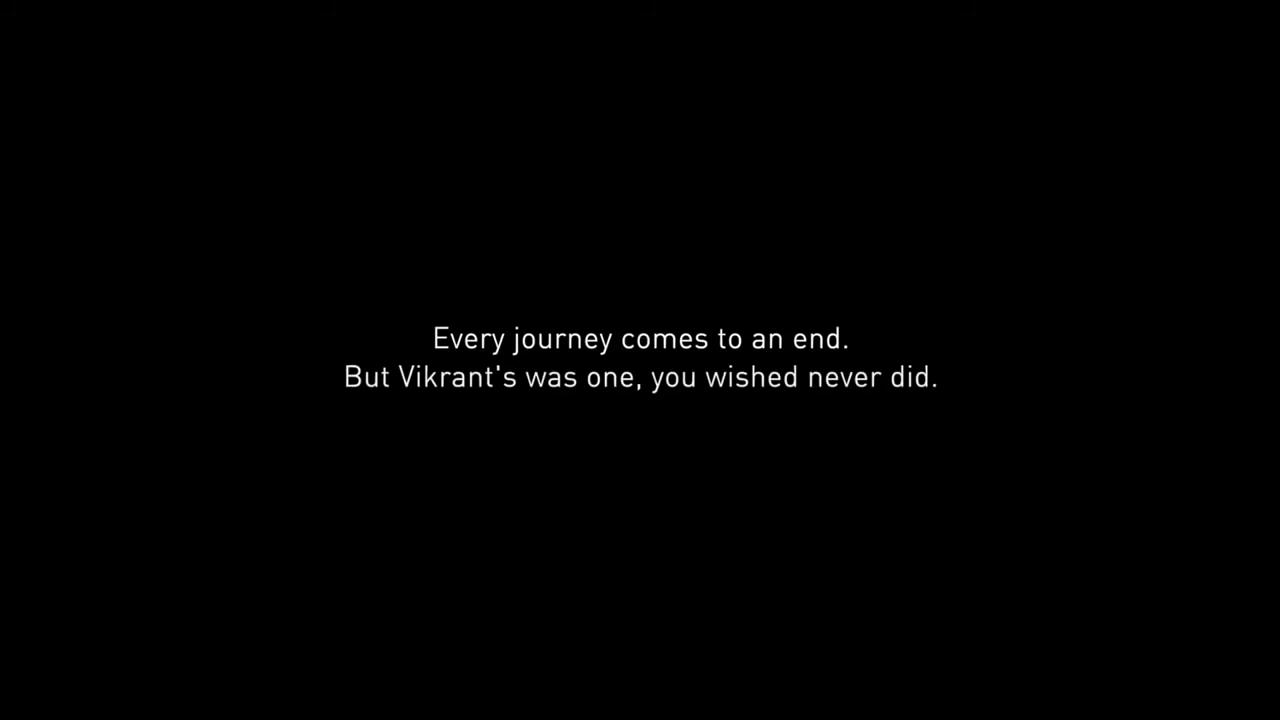 Every journey comes to an end.
But Vikrant's was one, you wished never did.